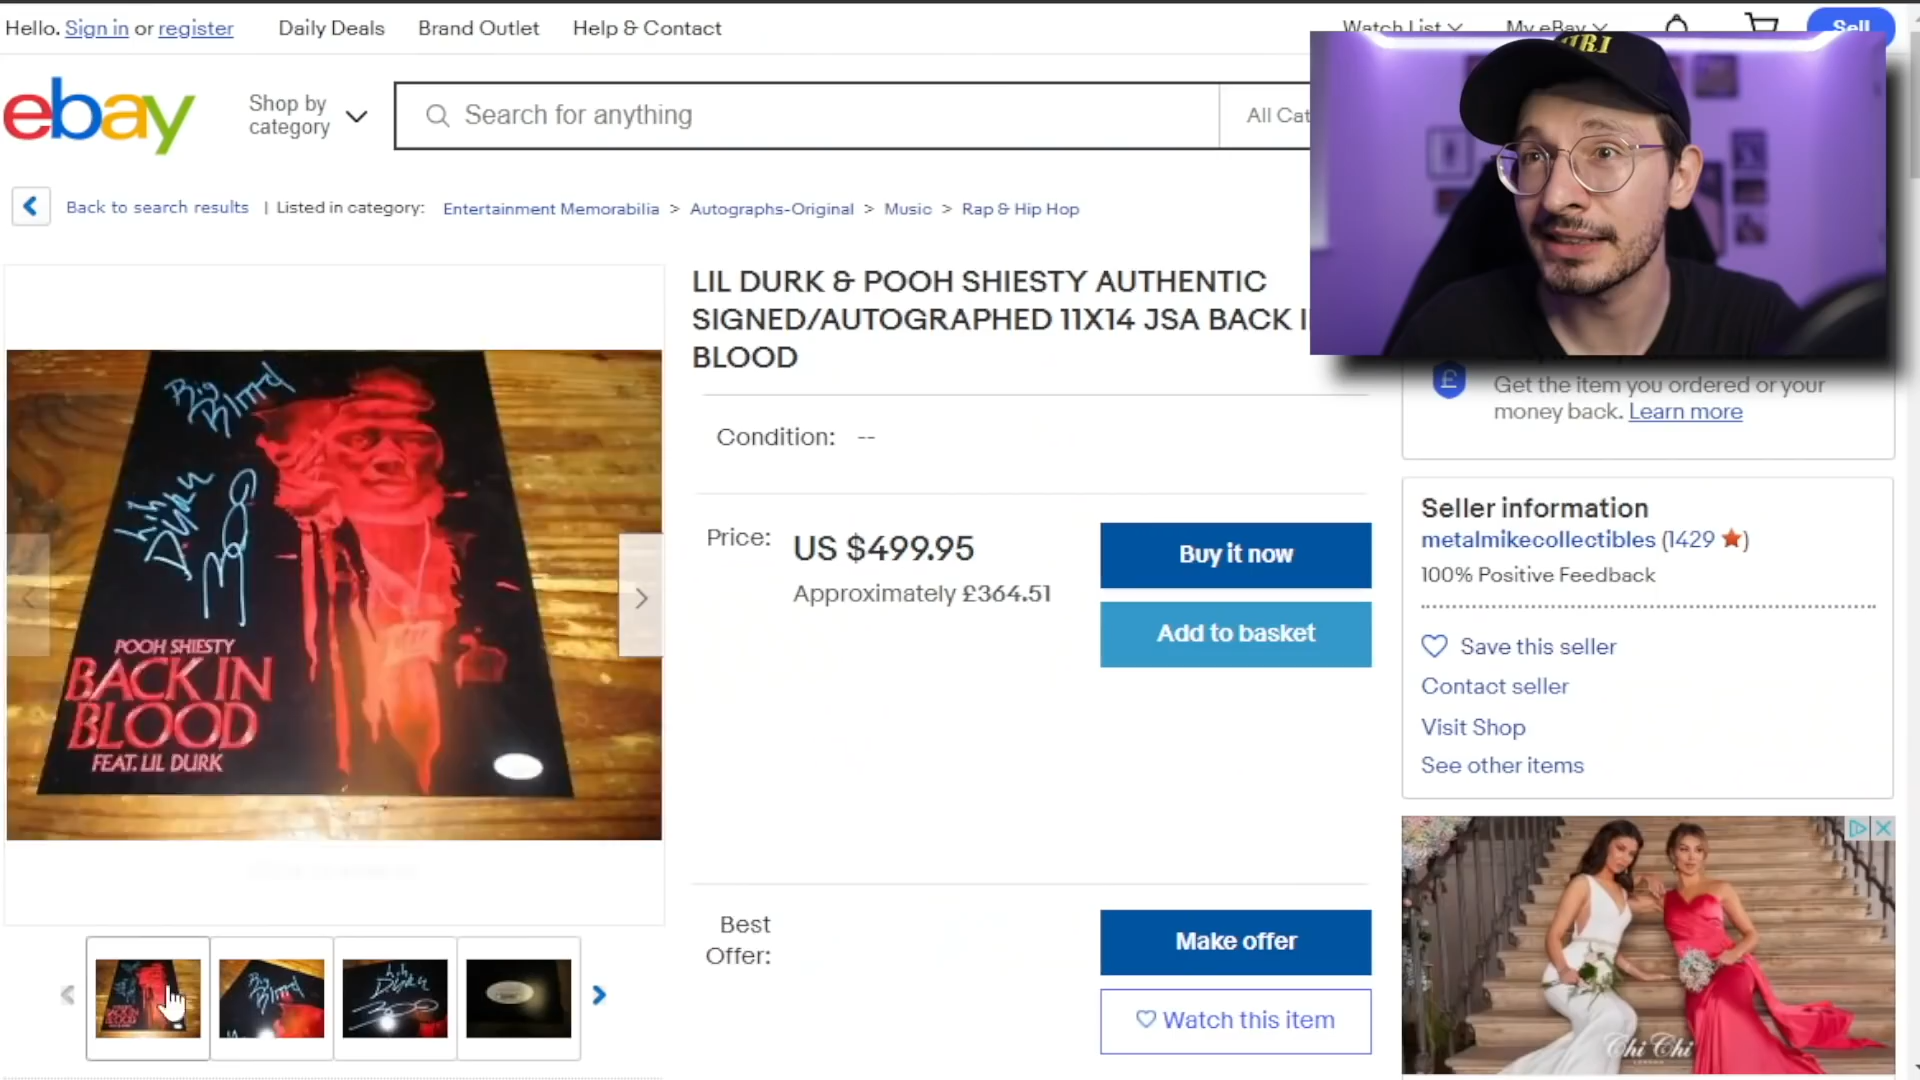 Hello. Sign in or register
Daily Deals
Brand Outlet
Help & Contact
Watch List
My eBay
Sell
ebay
Shop by
category
Search for anything
All Cat
Back to search results | Listed in category: Entertainment Memorabilia > Autographs-Original > Music > Rap & Hip Hop
LIL DURK & POOH SHIESTY AUTHENTIC
SIGNED/AUTOGRAPHED 11X14 JSA BACK I
BLOOD
Condition: --
Price: US $499.95
Approximately £364.51
Buy it now
Add to basket
Best
Offer:
Make offer
Watch this item
Get the item you ordered or your
money back. Learn more
Seller information
metalmikecollectibles (1429 ★)
100% Positive Feedback
Save this seller
Contact seller
Visit Shop
See other items
Big
Blrrrd
Lil
Durk
POOH SHIESTY
BACK IN
BLOOD
FEAT. LIL DURK
Chi Chi